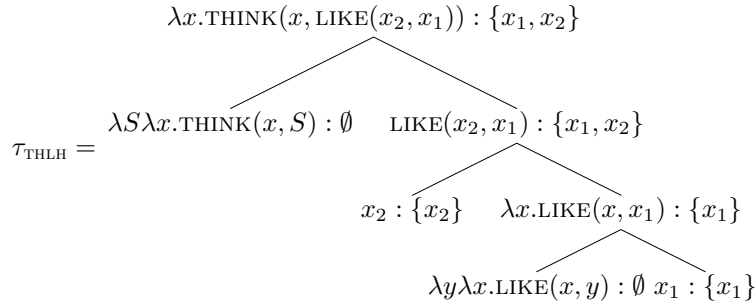 λx.THINK(x, LIKE(x₂, x₁)) : {x₁, x₂}
τ_THLH = λSλx.THINK(x, S) : ∅ LIKE(x₂, x₁) : {x₁, x₂}
x₂ : {x₂} λx.LIKE(x, x₁) : {x₁}
λyλx.LIKE(x, y) : ∅ x₁ : {x₁}